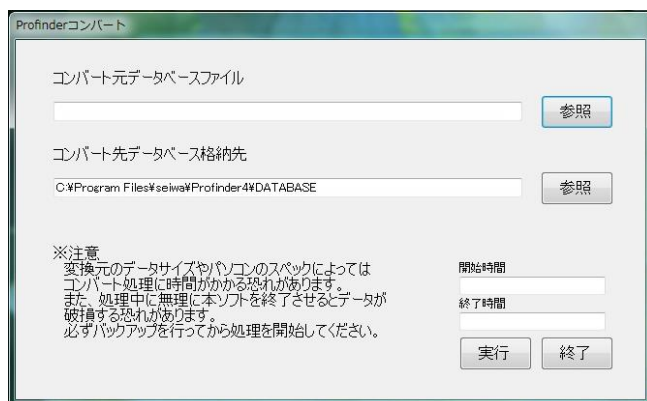 Profinderコンバート
コンバート元データベースファイル
参照
コンバート先データベース格納先
C:¥Program Files¥seiwa¥Profinder4¥DATABASE
参照
※注意
変換元のデータサイズやパソコンのスペックによっては
コンバート処理に時間がかかる恐れがあります。
また、処理中に無理に本ソフトを終了させるとデータが
破損する恐れがあります。
必ずバックアップを行ってから処理を開始してください。
開始時間
終了時間
実行
終了